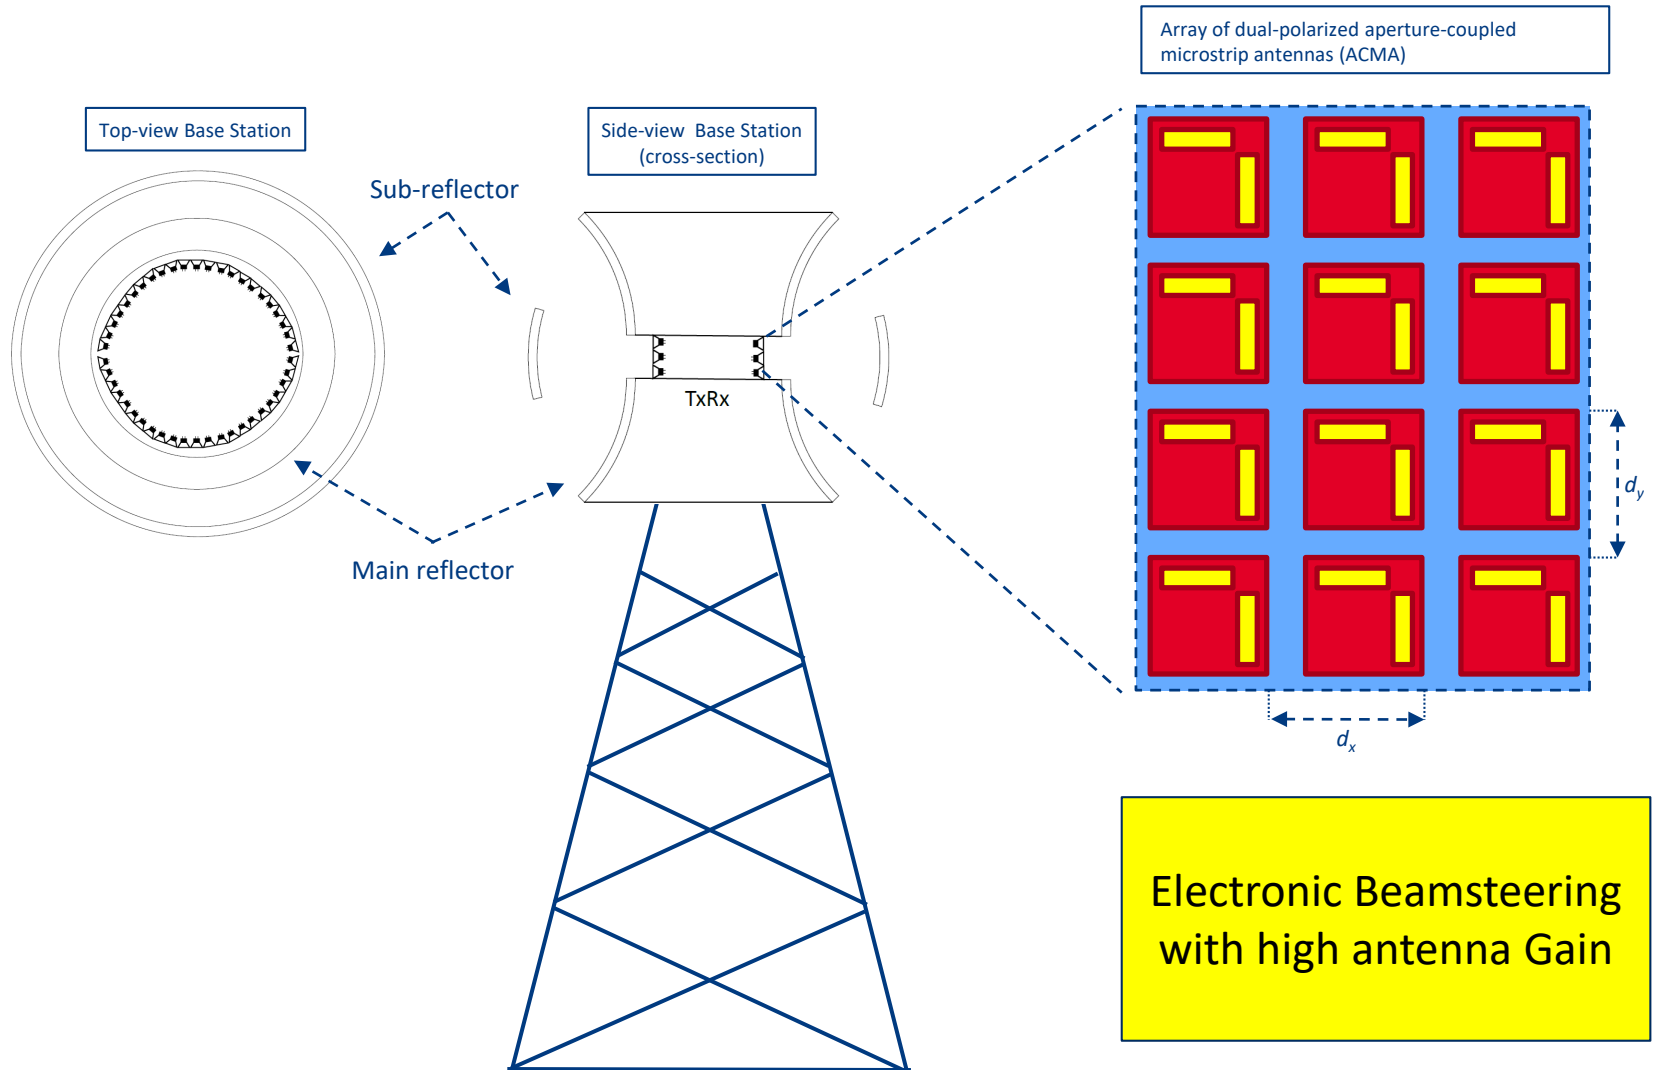 Array of dual-polarized aperture-coupled
microstrip antennas (ACMA)
Top-view Base Station
Side-view Base Station
(cross-section)
Sub-reflector
TxRx
Main reflector
dy
dx
Electronic Beamsteering
with high antenna Gain